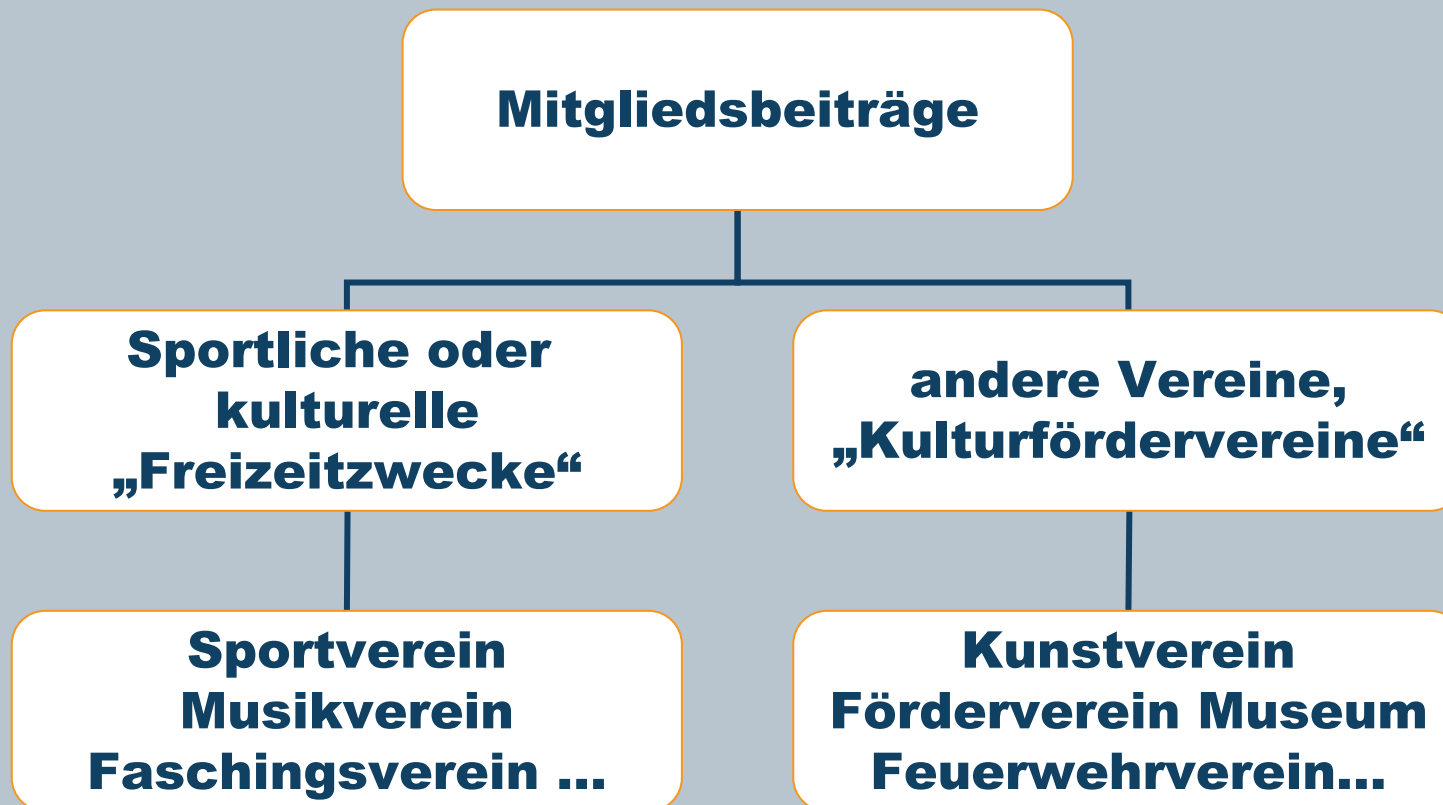 Mitgliedsbeiträge
Sportliche oder
kulturelle
„Freizeitzwecke“
andere Vereine,
„Kulturfördervereine“
Sportverein
Musikverein
Faschingsverein ...
Kunstverein
Förderverein Museum
Feuerwehrverein...